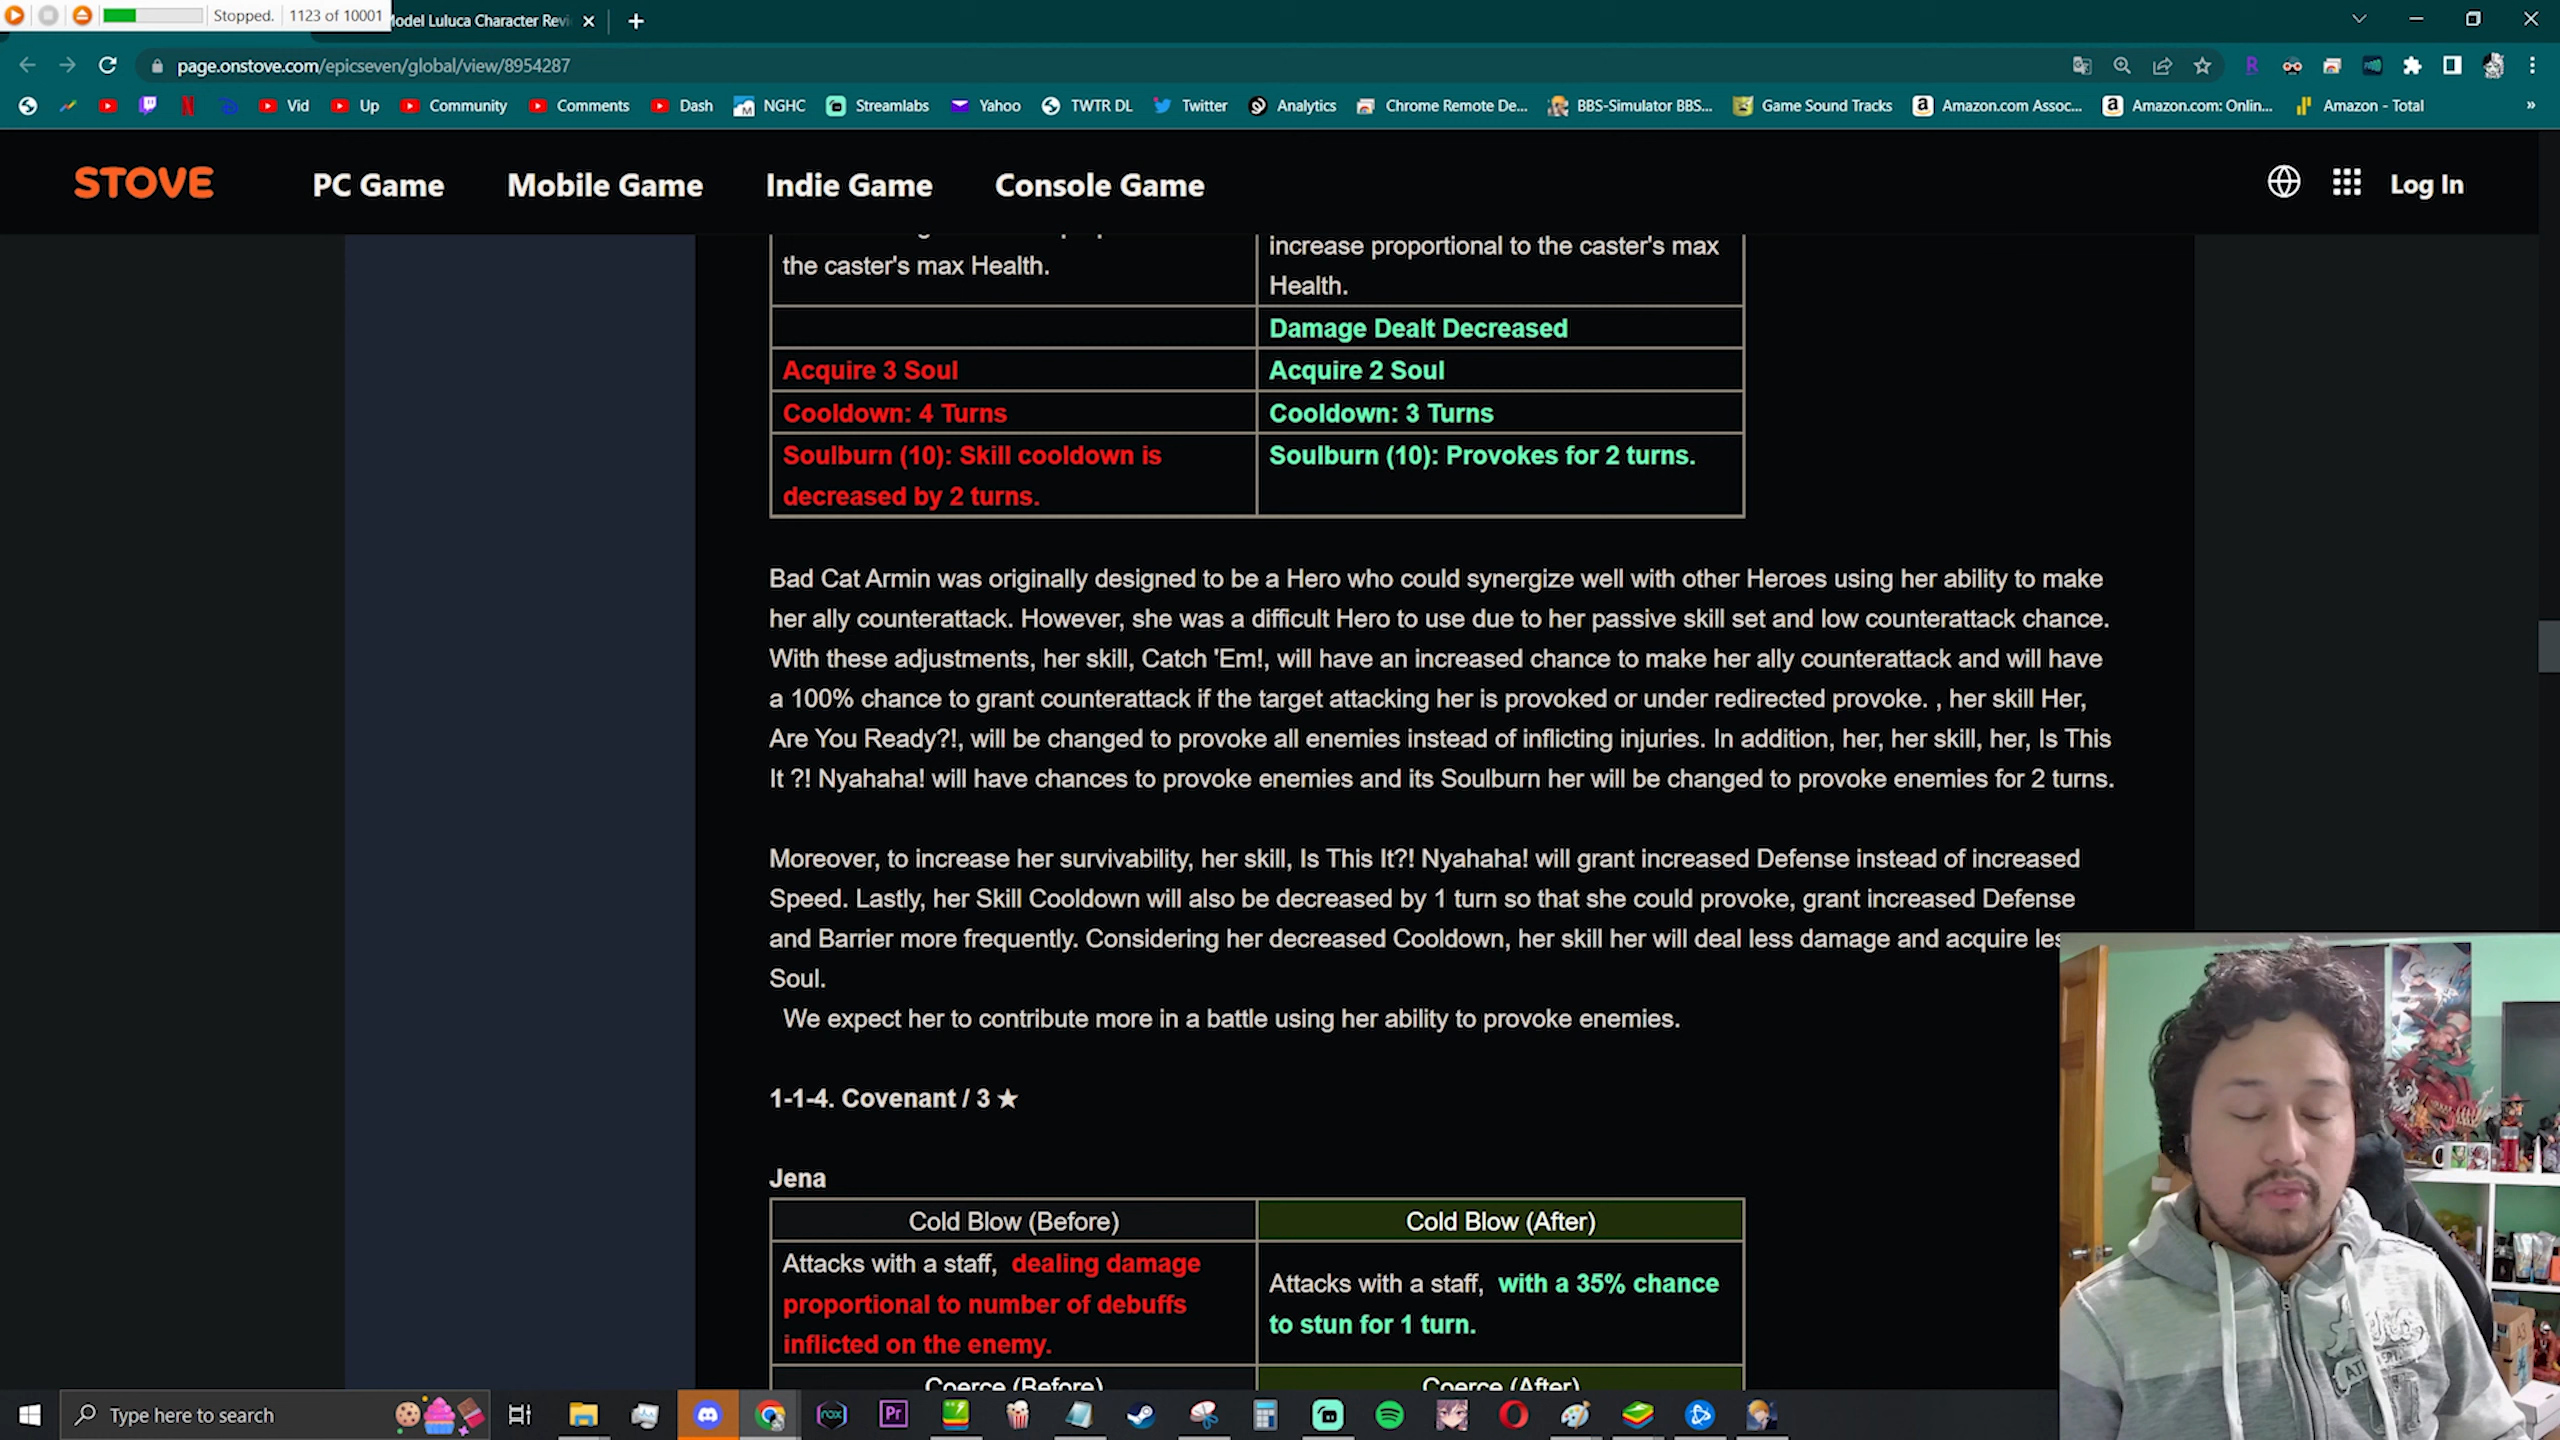 Stopped.
1123 of 10001
odel Luluca Character Revi
page.onstove.com/epicseven/global/view/8954287
Vid
Up
Community
Comments
Dash
NGHC
Streamlabs
Yahoo
TWTR DL
Twitter
Analytics
Chrome Remote De...
BBS-Simulator BBS...
Game Sound Tracks
Amazon.com Assoc...
Amazon.com: Onlin...
Amazon - Total
»
STOVE
PC Game
Mobile Game
Indie Game
Console Game
Log In
the caster's max Health.
increase proportional to the caster's max
Health.
Damage Dealt Decreased
Acquire 3 Soul
Acquire 2 Soul
Cooldown: 4 Turns
Cooldown: 3 Turns
Soulburn (10): Skill cooldown is
decreased by 2 turns.
Soulburn (10): Provokes for 2 turns.
Bad Cat Armin was originally designed to be a Hero who could synergize well with other Heroes using her ability to make
her ally counterattack. However, she was a difficult Hero to use due to her passive skill set and low counterattack chance.
With these adjustments, her skill, Catch 'Em!, will have an increased chance to make her ally counterattack and will have
a 100% chance to grant counterattack if the target attacking her is provoked or under redirected provoke. , her skill Her,
Are You Ready?!, will be changed to provoke all enemies instead of inflicting injuries. In addition, her, her skill, her, Is This
It ?! Nyahaha! will have chances to provoke enemies and its Soulburn her will be changed to provoke enemies for 2 turns.
Moreover, to increase her survivability, her skill, Is This It?! Nyahaha! will grant increased Defense instead of increased
Speed. Lastly, her Skill Cooldown will also be decreased by 1 turn so that she could provoke, grant increased Defense
and Barrier more frequently. Considering her decreased Cooldown, her skill her will deal less damage and acquire les
Soul.
We expect her to contribute more in a battle using her ability to provoke enemies.
1-1-4. Covenant / 3 ★
Jena
Cold Blow (Before)
Cold Blow (After)
Attacks with a staff, dealing damage
proportional to number of debuffs
inflicted on the enemy.
Attacks with a staff, with a 35% chance
to stun for 1 turn.
Coerce (Before)
Coerce (After)
Type here to search
nox
Pr